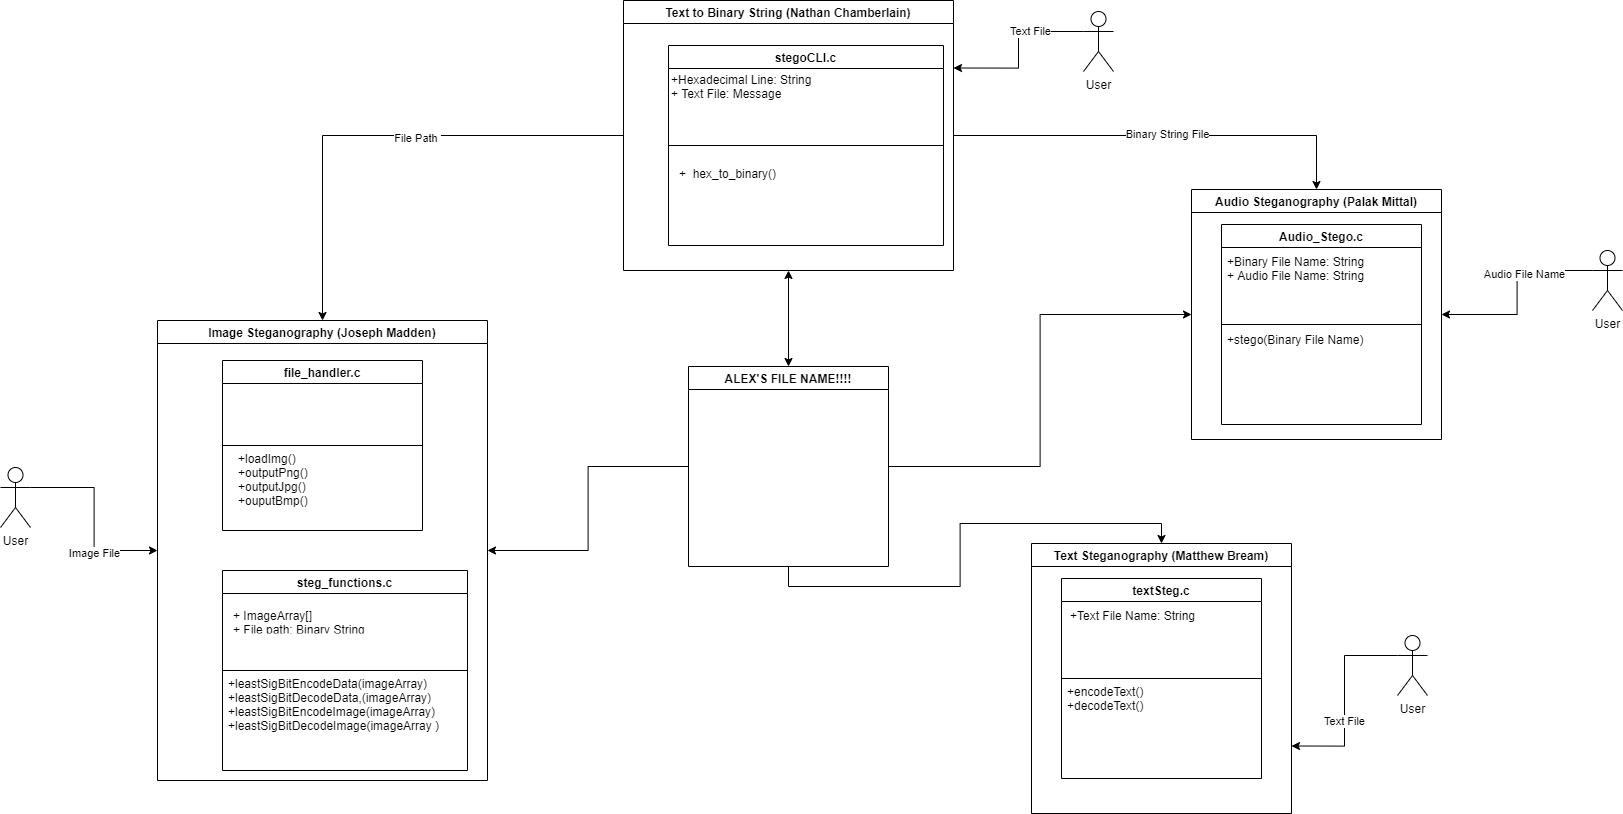 Text to Binary String (Nathan Chamberlain)
stegoCLI.c
+Hexadecimal Line: String
+ Text File: Message
+ hex_to_binary()
Text File
User
File Path
Binary String File
Audio Steganography (Palak Mittal)
Audio_Stego.c
+Binary File Name: String
+ Audio File Name: String
+stego(Binary File Name)
Audio File Name
User
Image Steganography (Joseph Madden)
file_handler.c
+loadImg()
+outputPng()
+outputJpg()
+ouputBmp()
steg_functions.c
+ ImageArray[]
+ File path: Binary String
+leastSigBitEncodeData(imageArray)
+leastSigBitDecodeData,(imageArray)
+leastSigBitEncodeImage(imageArray)
+leastSigBitDecodeImage(imageArray )
User
Image File
ALEX'S FILE NAME!!!!
Text Steganography (Matthew Bream)
textSteg.c
+Text File Name: String
+encodeText()
+decodeText()
User
Text File